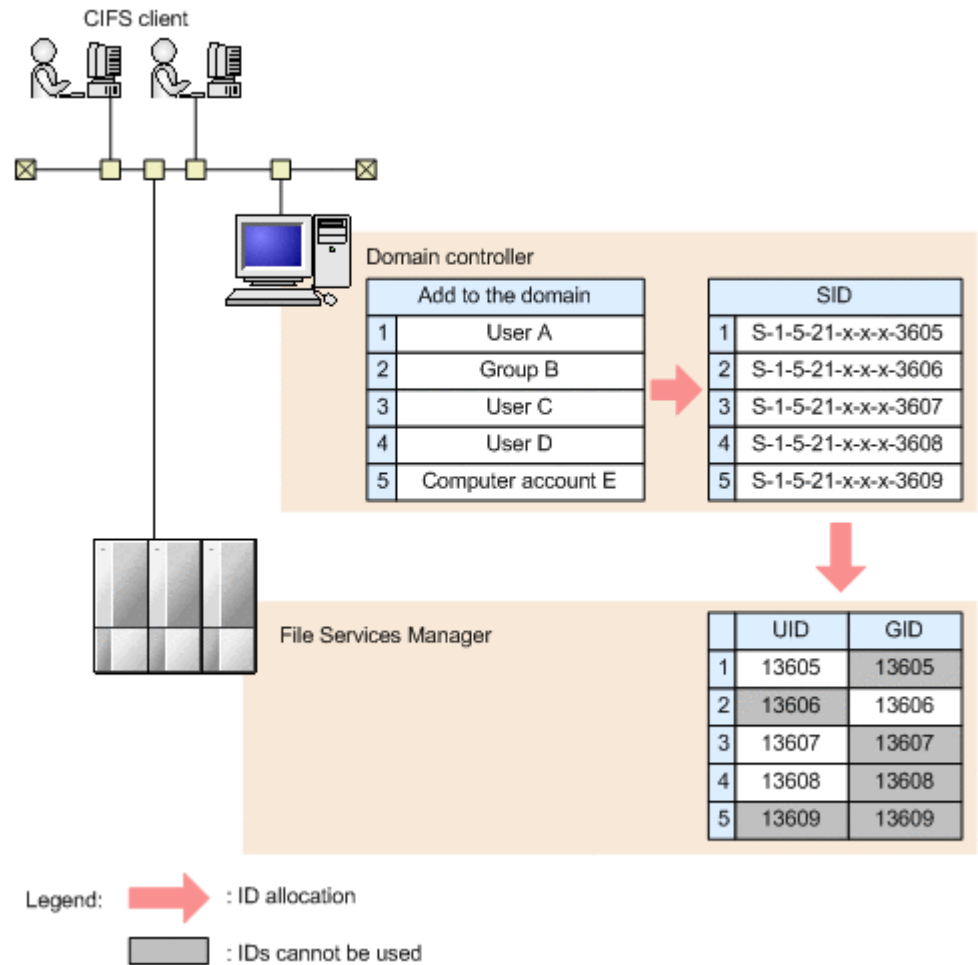 CIFS client
Domain controller
Add to the domain
1 User A
2 Group B
3 User C
4 User D
5 Computer account E
SID
1 S-1-5-21-x-x-x-3605
2 S-1-5-21-x-x-x-3606
3 S-1-5-21-x-x-x-3607
4 S-1-5-21-x-x-x-3608
5 S-1-5-21-x-x-x-3609
File Services Manager
UID GID
1 13605 13605
2 13606 13606
3 13607 13607
4 13608 13608
5 13609 13609
Legend:
: ID allocation
: IDs cannot be used